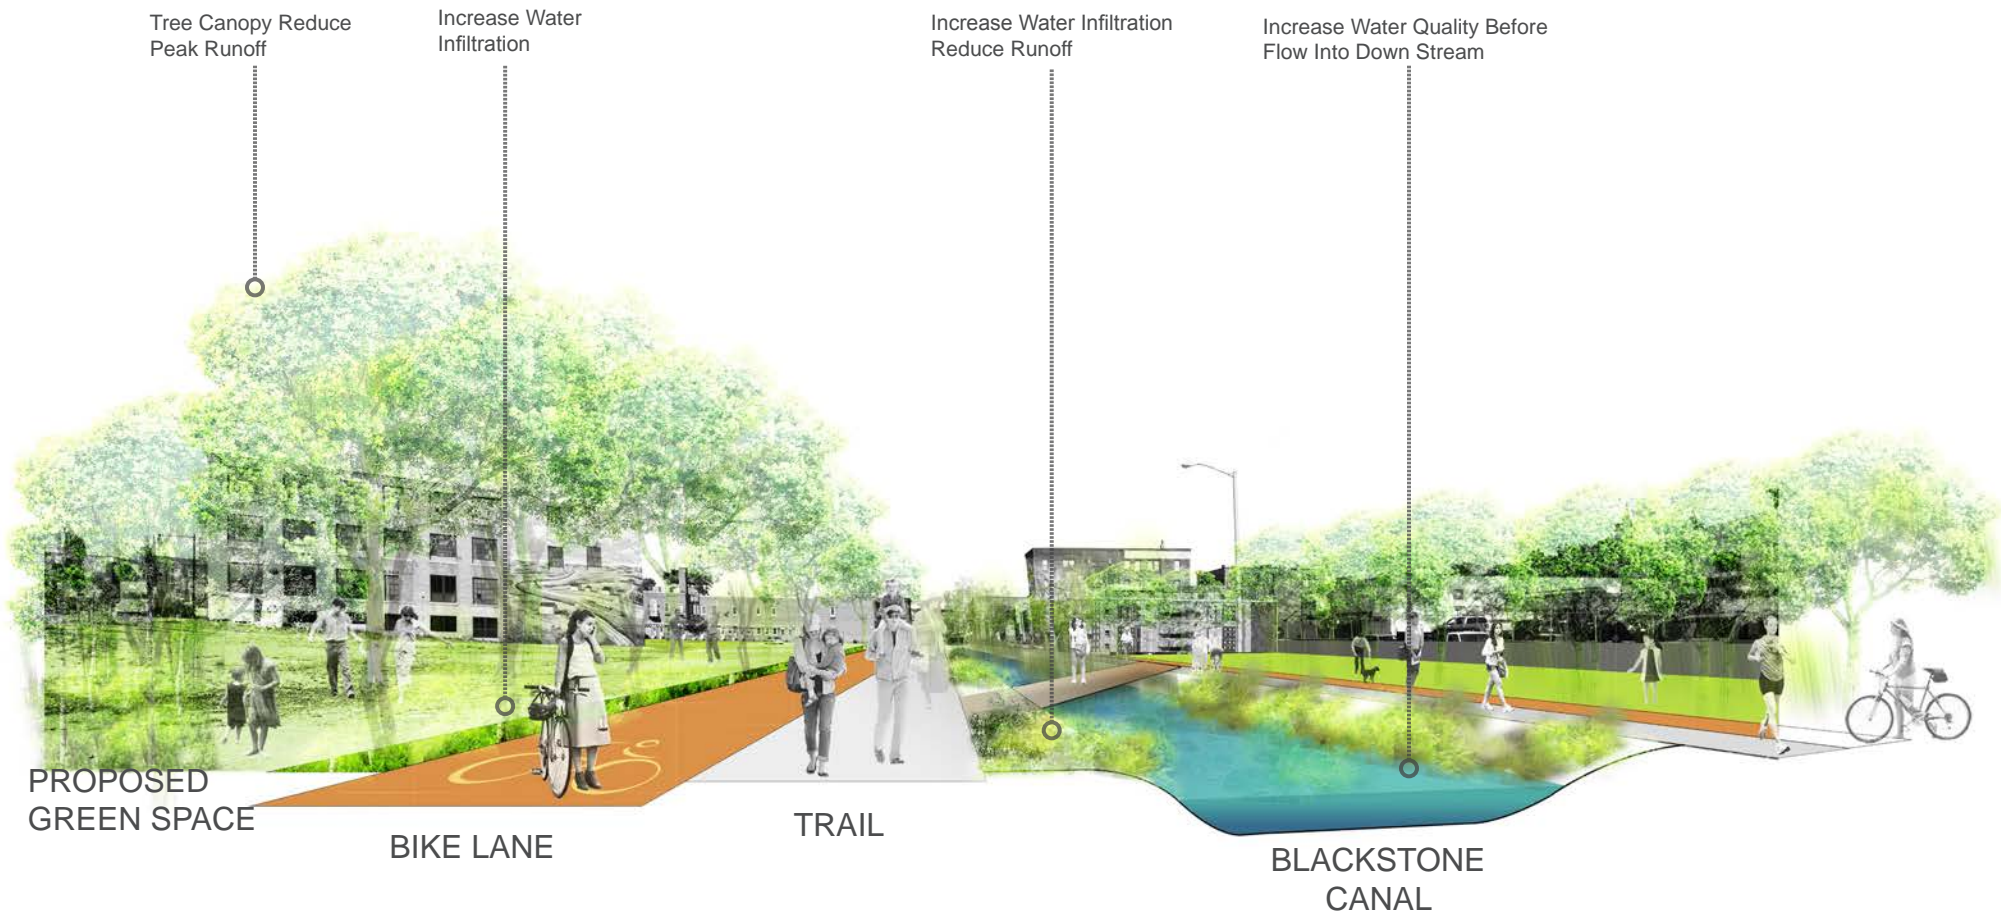 Tree Canopy Reduce
Peak Runoff
Increase Water
Infiltration
Increase Water Infiltration
Reduce Runoff
Increase Water Quality Before
Flow Into Down Stream
PROPOSED
GREEN SPACE
BIKE LANE
TRAIL
BLACKSTONE
CANAL